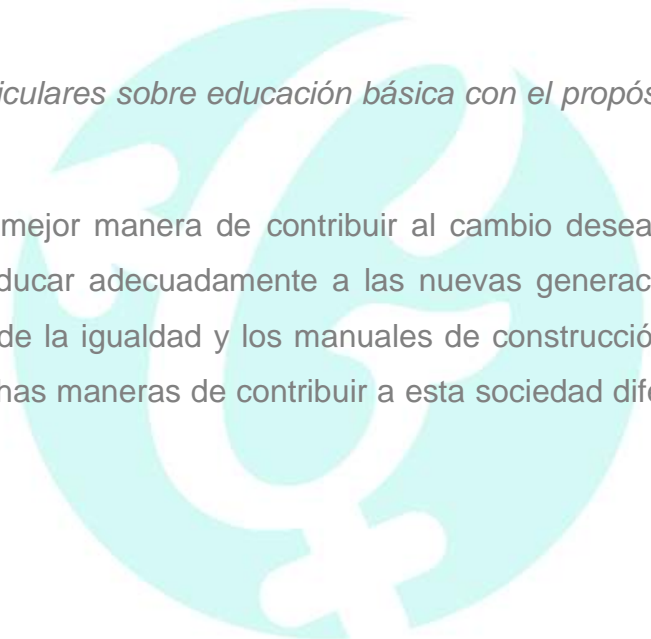 iculares sobre educación básica con el propós
mejor manera de contribuir al cambio desea
ducar adecuadamente a las nuevas generac
de la igualdad y los manuales de construcció
has maneras de contribuir a esta sociedad dife